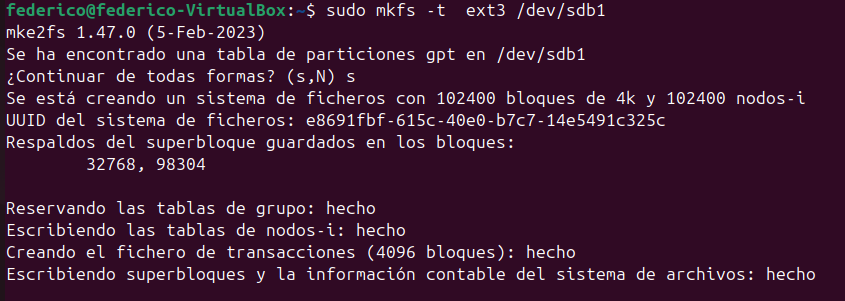 federico@federico-VirtualBox:~$ sudo mkfs -t  ext3 /dev/sdb1
mke2fs 1.47.0 (5-Feb-2023)
Se ha encontrado una tabla de particiones gpt en /dev/sdb1
¿Continuar de todas formas? (s,N) s
Se está creando un sistema de ficheros con 102400 bloques de 4k y 102400 nodos-i
UUID del sistema de ficheros: e8691fbf-615c-40e0-b7c7-14e5491c325c
Respaldos del superbloque guardados en los bloques:
        32768, 98304

Reservando las tablas de grupo: hecho
Escribiendo las tablas de nodos-i: hecho
Creando el fichero de transacciones (4096 bloques): hecho
Escribiendo superbloques y la información contable del sistema de archivos: hecho